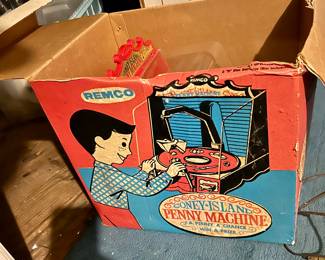 REMCO
REMCO
CONEY-ISLAND
PENNY MACHINE
A PENNY A CHANCE
WIN A PRIZE